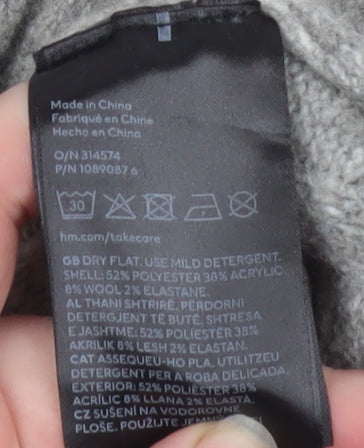 Made in China
Fabriqué en Chine
Hecho en China
O/N 314574
P/N 1089087 6
30
hm.com/takecare
GB DRY FLAT. USE MILD DETERGENT.
SHELL: 52% POLYESTER 38% ACRYLIC
8% WOOL 2% ELASTANE.
AL THANI SHTRIRË, PËRDORNI
DETERGJENT TË BUTË, SHTRESA
E JASHTME: 52% POLIESTËR 38%
AKRILIK 8% LESH 2% ELASTAN.
CAT ASSEQUEU-HO PLA. UTILITZEU
DETERGENT PER A ROBA DELICADA.
EXTERIOR: 52% POLIÈSTER 38%
ACRÍLIC 8% LLANA 2% ELASTÀ.
CZ SUŠENÍ NA VODOROVNÉ
PLOŠE. POUŽIJTE